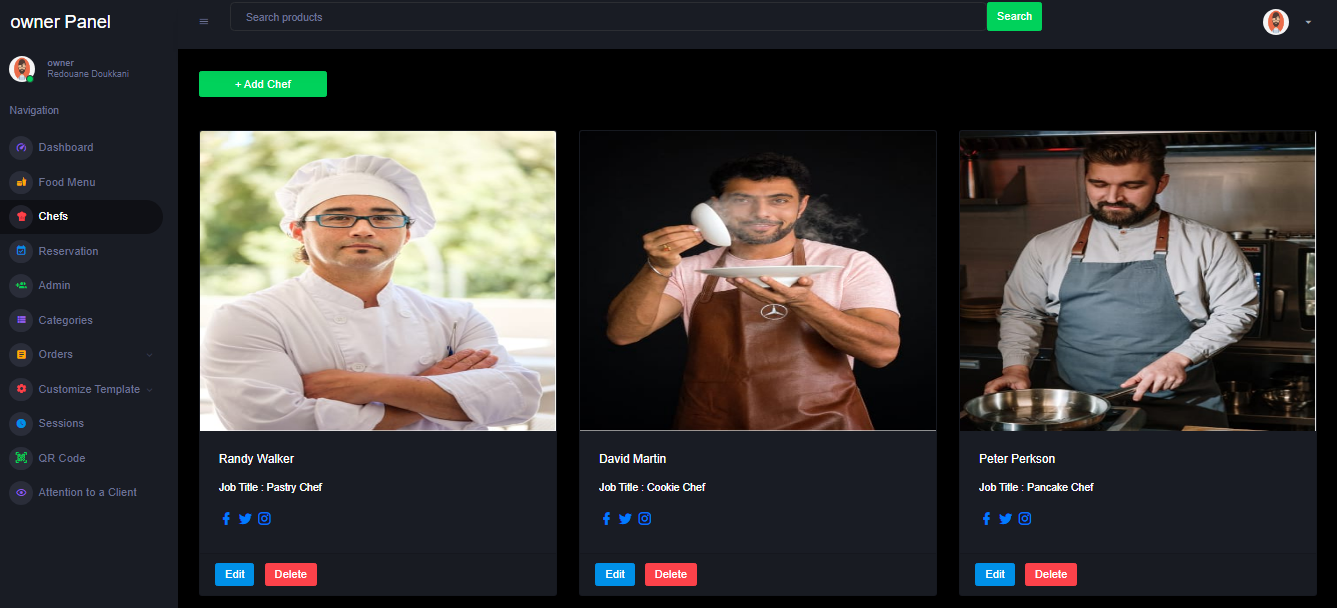 owner Panel
Search products
Search
owner
Redouane Doukkani
Navigation
Dashboard
Food Menu
Chefs
Reservation
Admin
Categories
Orders
Customize Template
Sessions
QR Code
Attention to a Client
+ Add Chef
Randy Walker
Job Title : Pastry Chef
Edit Delete
David Martin
Job Title : Cookie Chef
Edit Delete
Peter Perkson
Job Title : Pancake Chef
Edit Delete